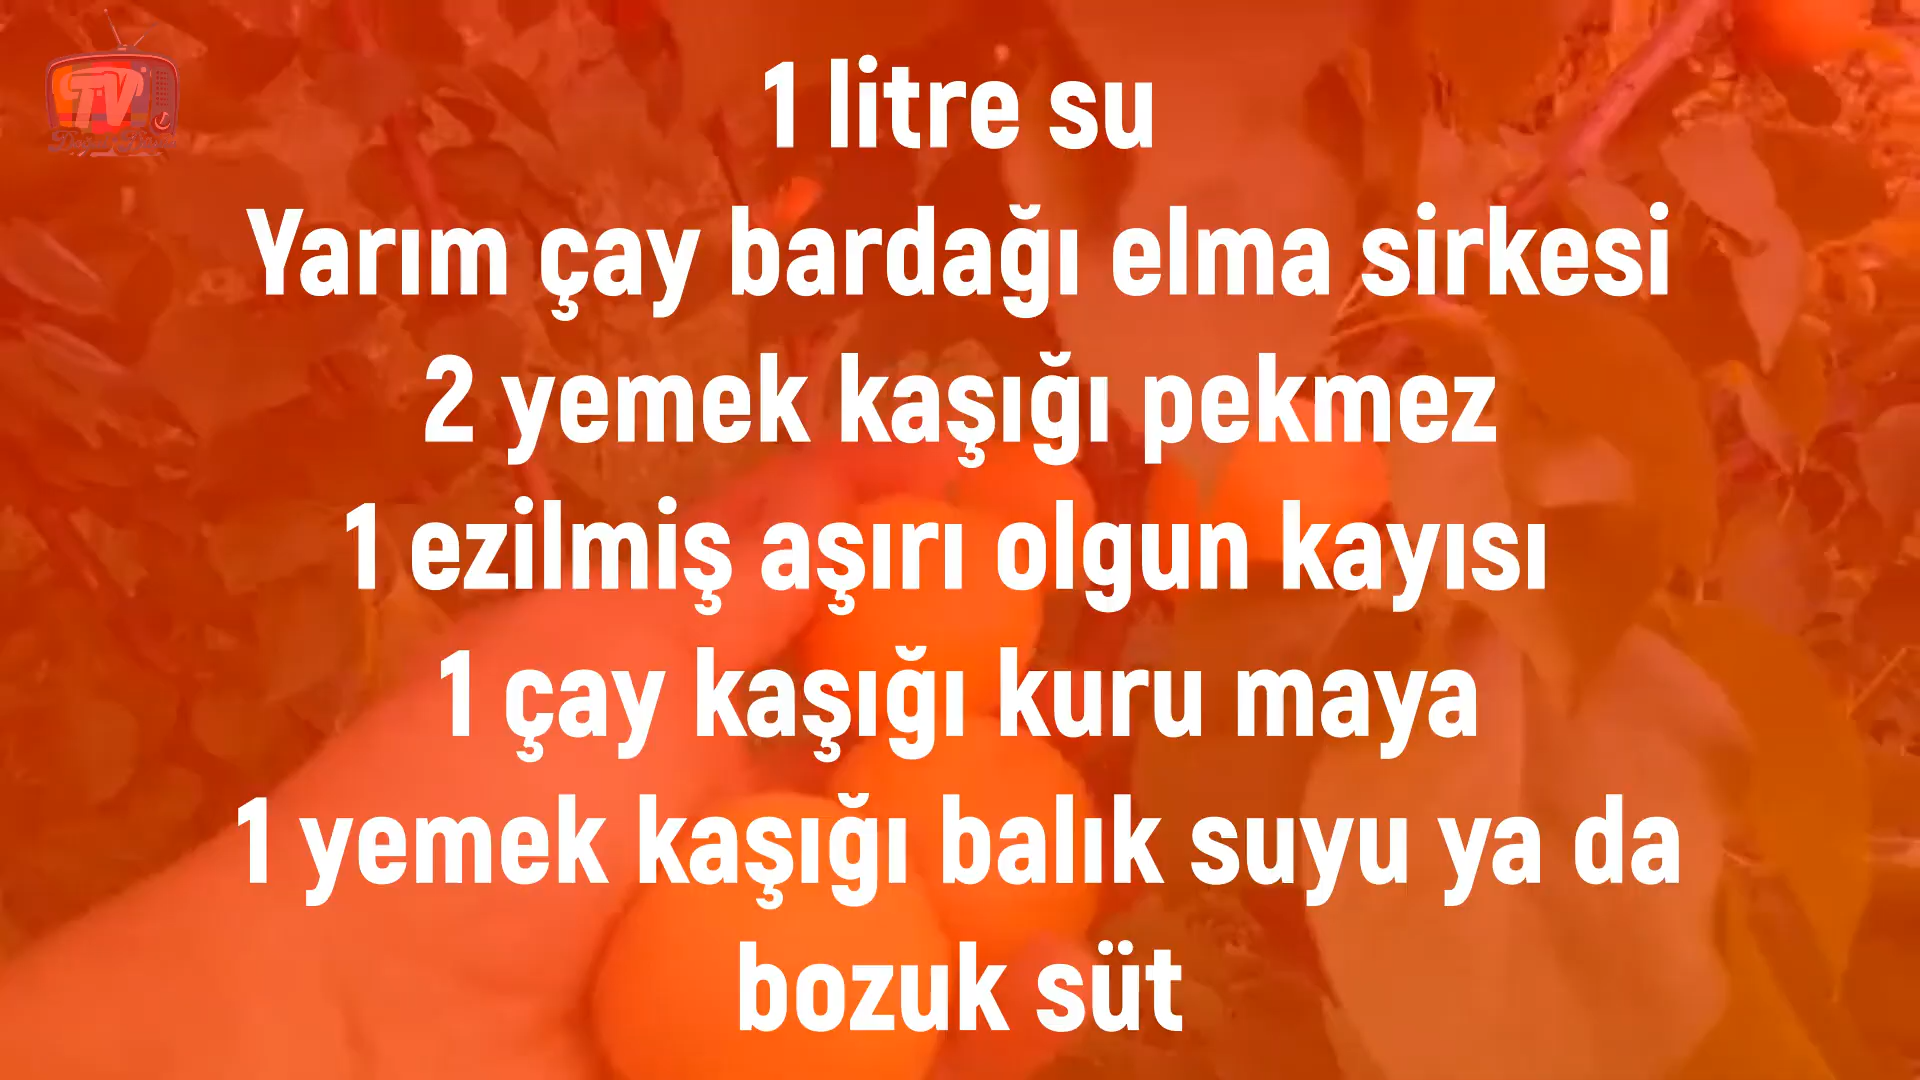 TV
1 litre su
Yarım çay bardağı elma sirkesi
2 yemek kaşığı pekmez
1 ezilmiş aşırı olgun kayısı
1 çay kaşığı kuru maya
1 yemek kaşığı balık suyu ya da
bozuk süt